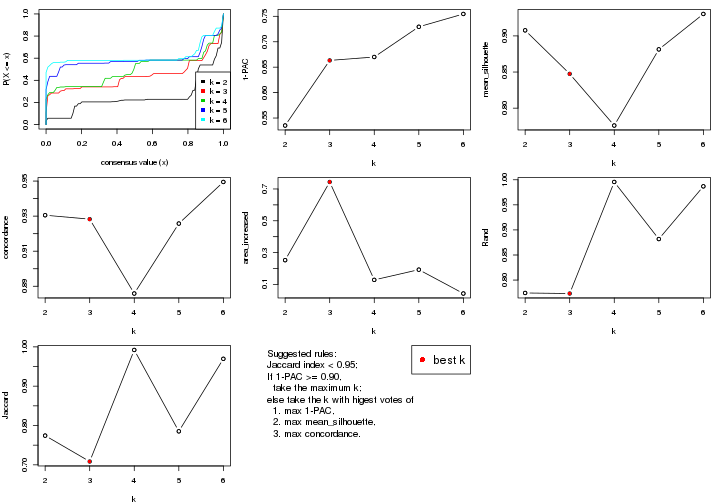 P(X <= x)
0.0 0.2 0.4 0.6 0.8 1.0
0.0 0.2 0.4 0.6 0.8 1.0
consensus value (x)
k = 2
k = 3
k = 4
k = 5
k = 6
1-PAC
0.55 0.65 0.75
2 3 4 5 6
k
mean_silhouette
0.80 0.85 0.90
2 3 4 5 6
k
concordance
0.89 0.91 0.93 0.95
2 3 4 5 6
k
area_increased
0.1 0.3 0.5 0.7
2 3 4 5 6
k
Rand
0.80 0.85 0.90 0.95 1.00
2 3 4 5 6
k
Jaccard
0.70 0.80 0.90 1.00
2 3 4 5 6
k
Suggested rules:
Jaccard index < 0.95;
If 1-PAC >= 0.90,
take the maximum k;
else take the k with higest votes of
1. max 1-PAC,
2. max mean_silhouette,
3. max concordance.
best k